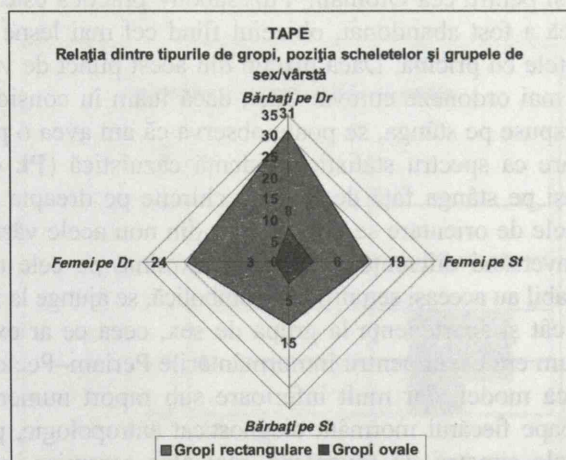 TAPE
Relația dintre tipurile de gropi, poziția scheletelor și grupele de
sex/vârstă
Bărbați pe Dr
35 31
30
25
20
15
10
8
5
Femei pe Dr 24 3 0 6 19 Femei pe St
5
15
Bărbați pe St
Gropi rectangulare Gropi ovale